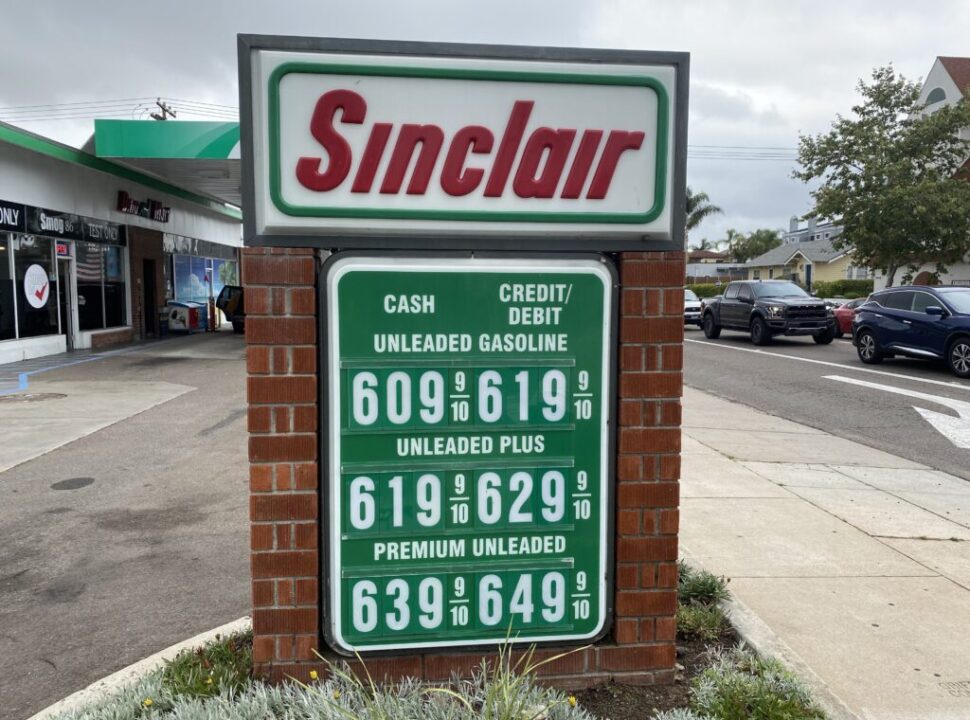 Sinclair
CASH
CREDIT/
DEBIT
UNLEADED GASOLINE
609 9/10 619 9/10
UNLEADED PLUS
619 9/10 629 9/10
PREMIUM UNLEADED
639 9/10 649 9/10
ONLY
Smog
TEST ONLY